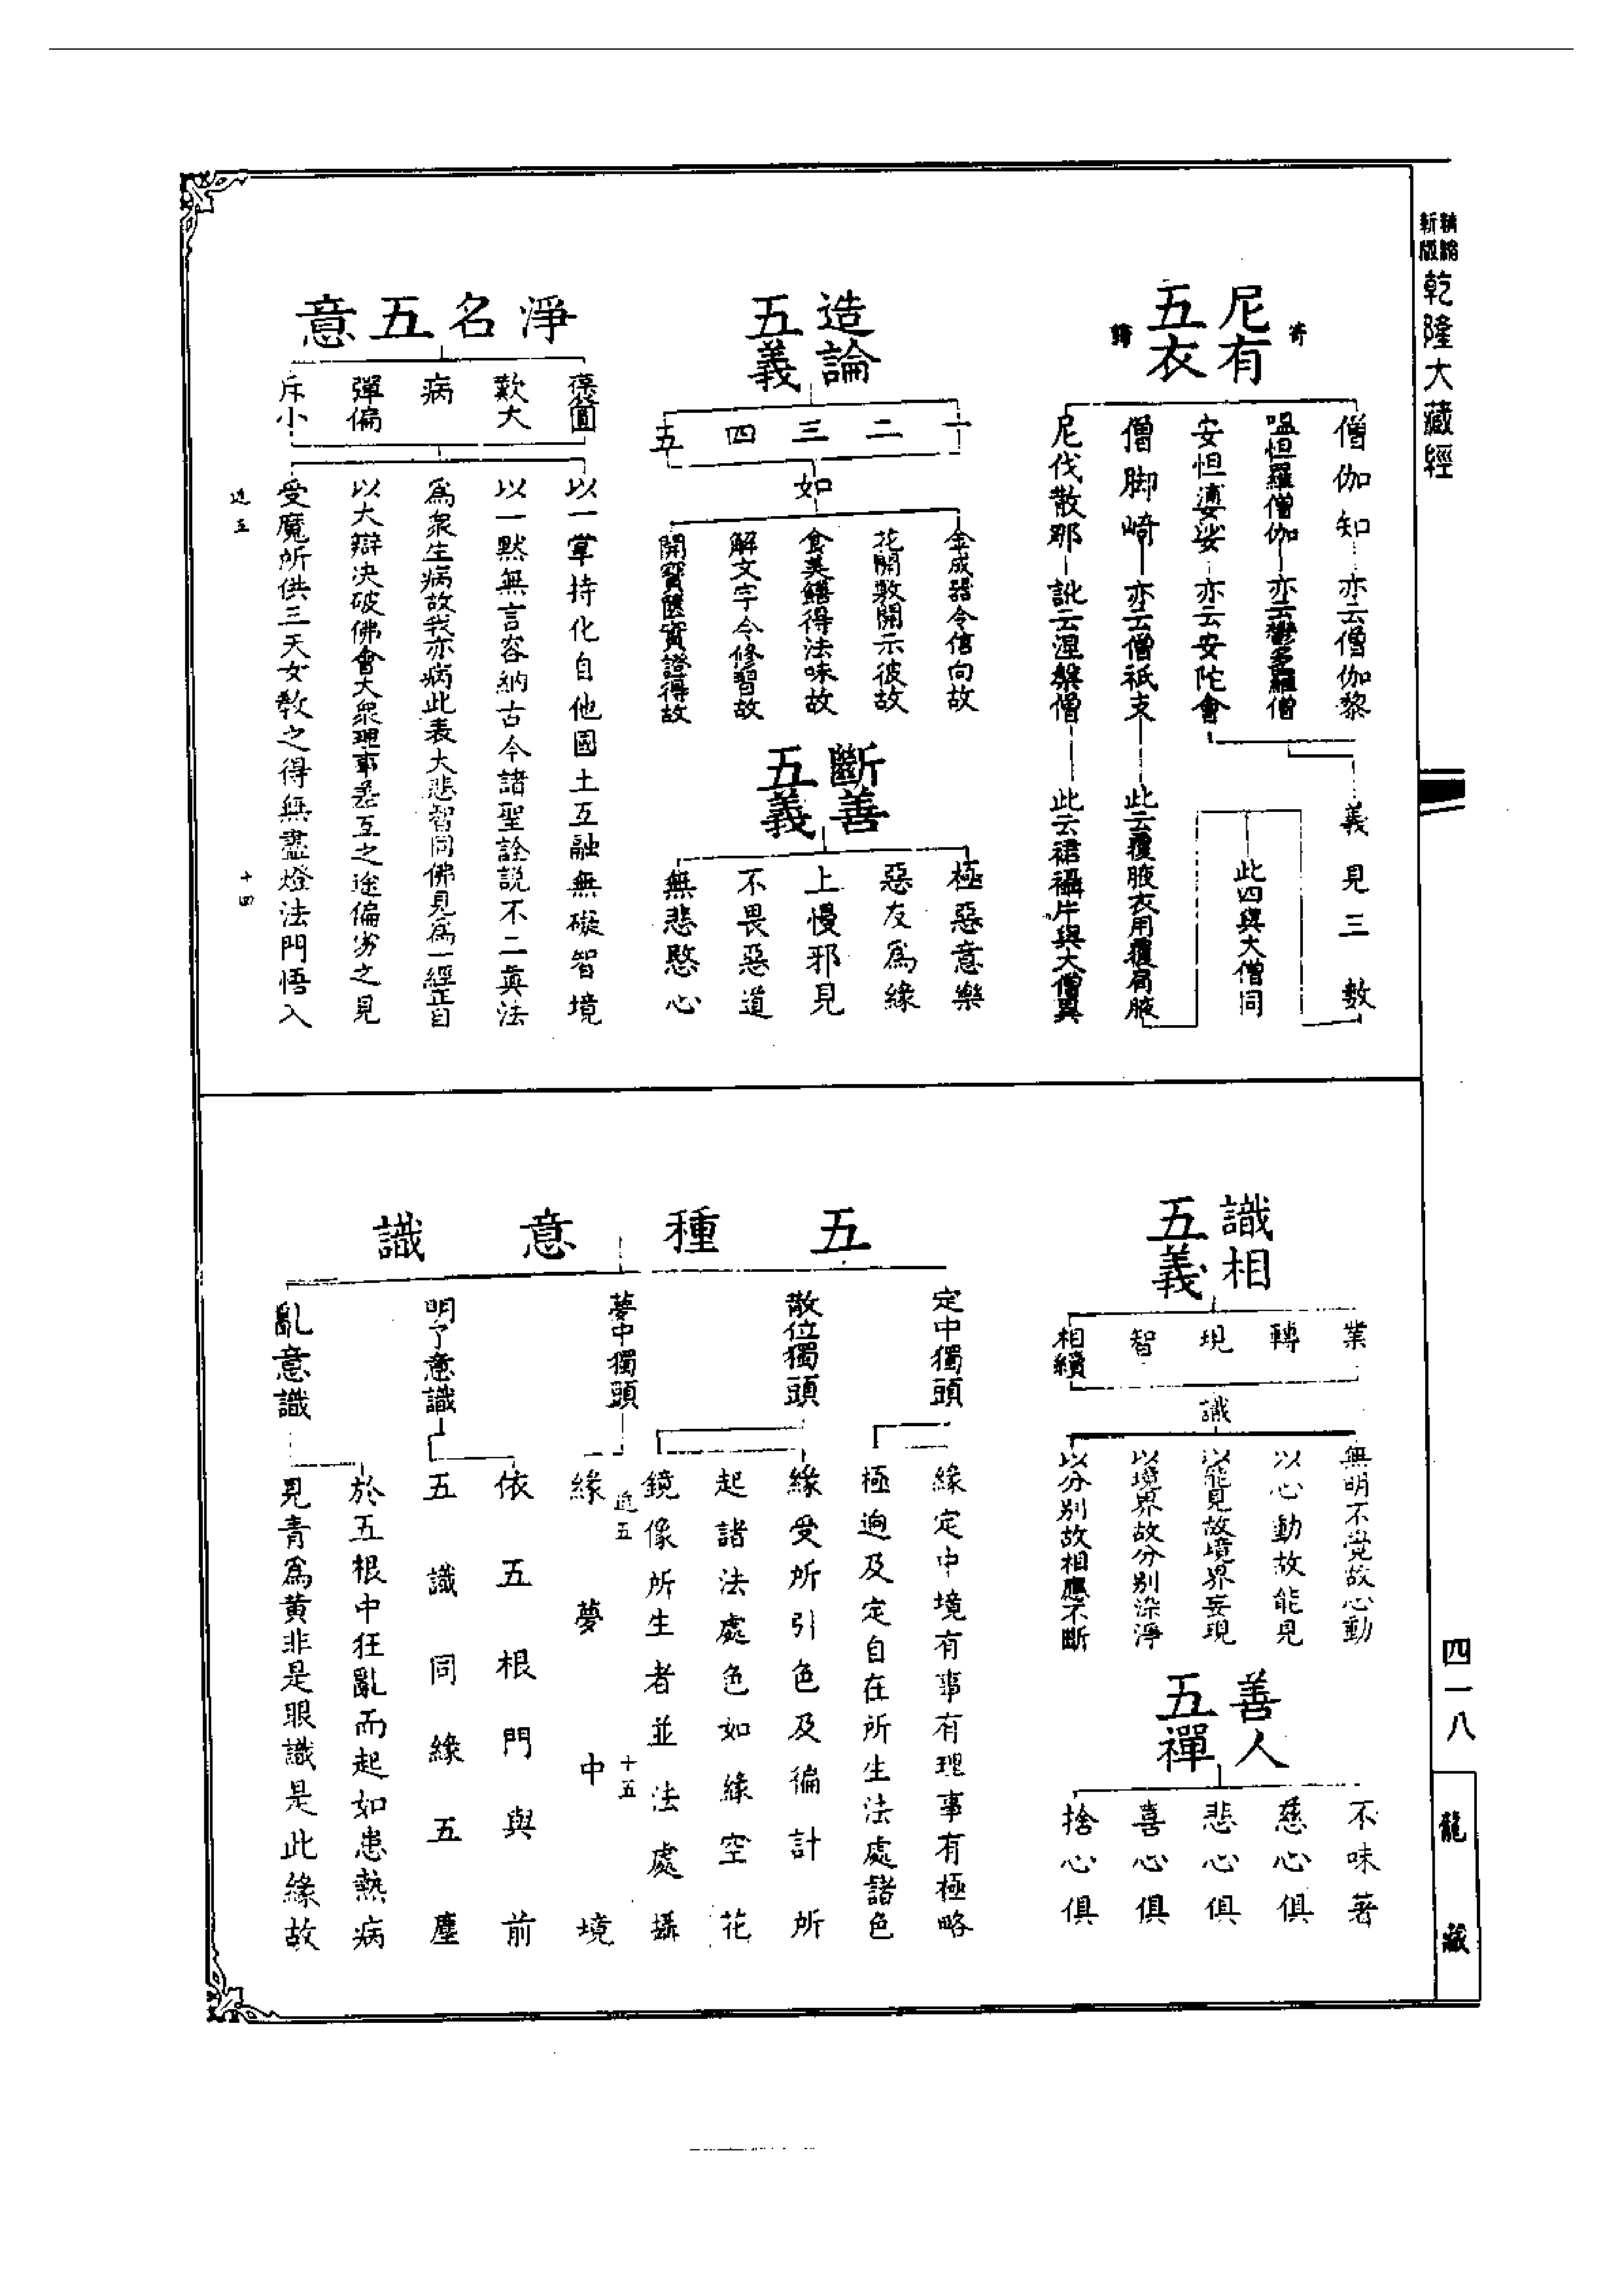 精縮
新版
乾隆大藏經
尼有
五衣
寄
歸
僧伽知
亦云僧伽黎
嗢怛羅僧伽
亦云鬱多羅僧
安怛
娑
亦云安陀會
義見三數
僧脚崎
亦云僧祇支
此云覆腋衣用覆肩腋
此四與大僧同
尼伐散那
訛云涅槃僧
此云裙襵片與大僧異
造論
五義
一
二
三
四
五
如
金成器令信向故
花開敷開示彼故
食美饍得法味故
解文字令修習故
開寶篋實證得故
斷善
五義
極惡意樂
惡友爲緣
上慢邪見
不畏惡道
無悲愍心
淨名五意
褒圓
歎大
病
彈偏
斥小
以一掌持化自他國土互融無礙智境
以一黙無言容納古今諸聖詮説不二眞法
爲衆生病故我亦病此表大悲智同佛見爲一經正自
以大辯决破佛會大衆理事
互之途偏劣之見
受魔所供三天女教之得無盡燈法門悟入
五
十四
識相
五義
業
轉
現
智
相續
識
無明不覺故心動
以心動故能見
以能見故境界妄現
以境界故分別染淨
以分別故相應不斷
善人
五禪
不味著
慈心俱
悲心俱
喜心俱
捨心俱
五種意識
定中獨頭
緣定中境有事有理事有極略
極逈及定自在所生法處諸色
散位獨頭
緣受所引色及徧計所
起諸法處色如緣空花
鏡像所生者並法處攝
夢中獨頭
緣夢中境
明了意識
依五根門與前
五識同緣五塵
亂意識
於五根中狂亂而起如患熱病
見青爲黄非是眼識是此緣故
五
十五
四一八
龍藏